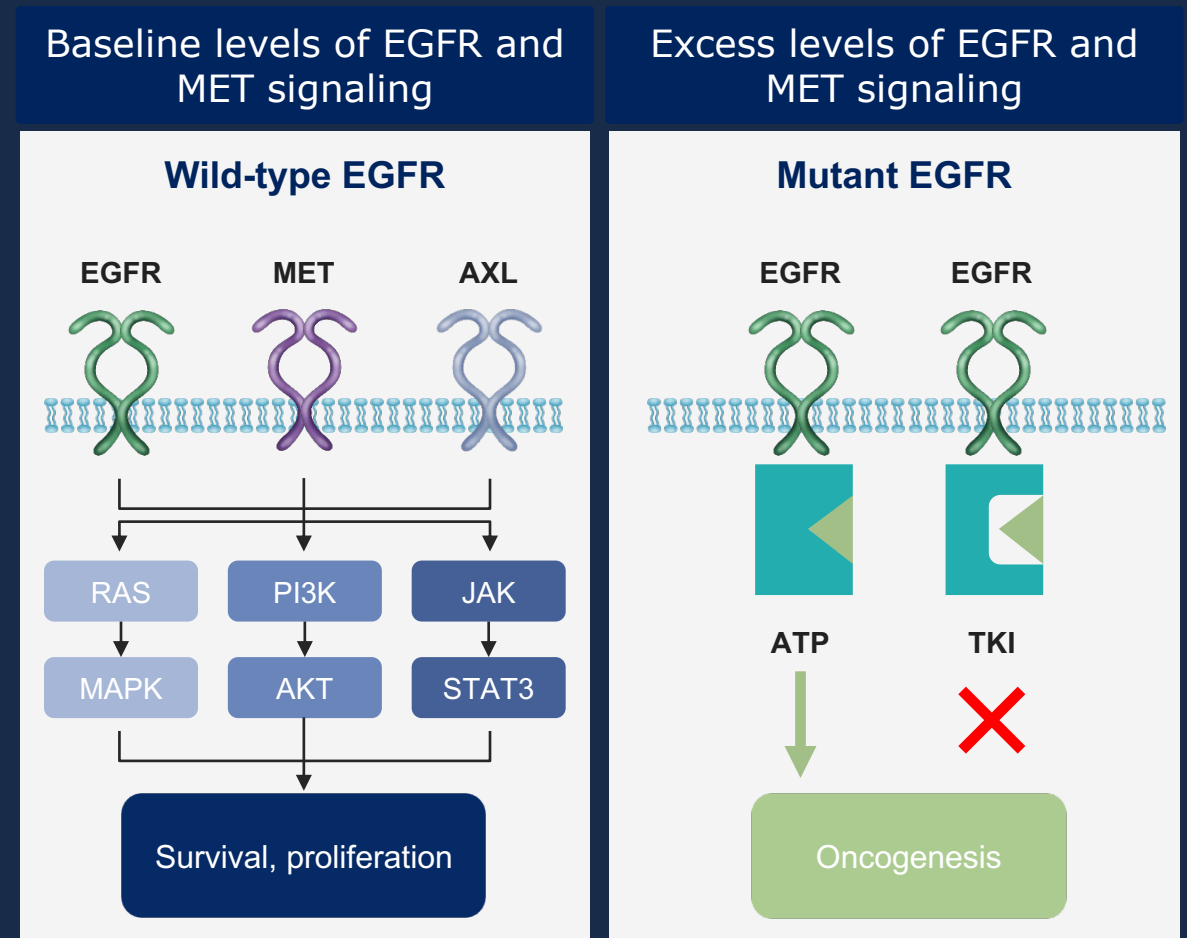 Baseline levels of EGFR and
MET signaling
Wild-type EGFR
EGFR
MET
AXL
RAS
PI3K
JAK
MAPK
AKT
STAT3
Survival, proliferation
Excess levels of EGFR and
MET signaling
Mutant EGFR
EGFR
EGFR
ATP
TKI
Oncogenesis